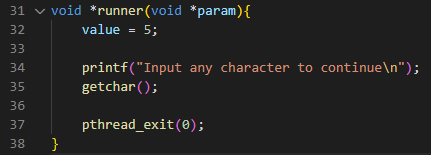 31 void *runner(void *param){
32     value = 5;
33
34     printf("Input any character to continue\n");
35     getchar();
36
37     pthread_exit(0);
38 }